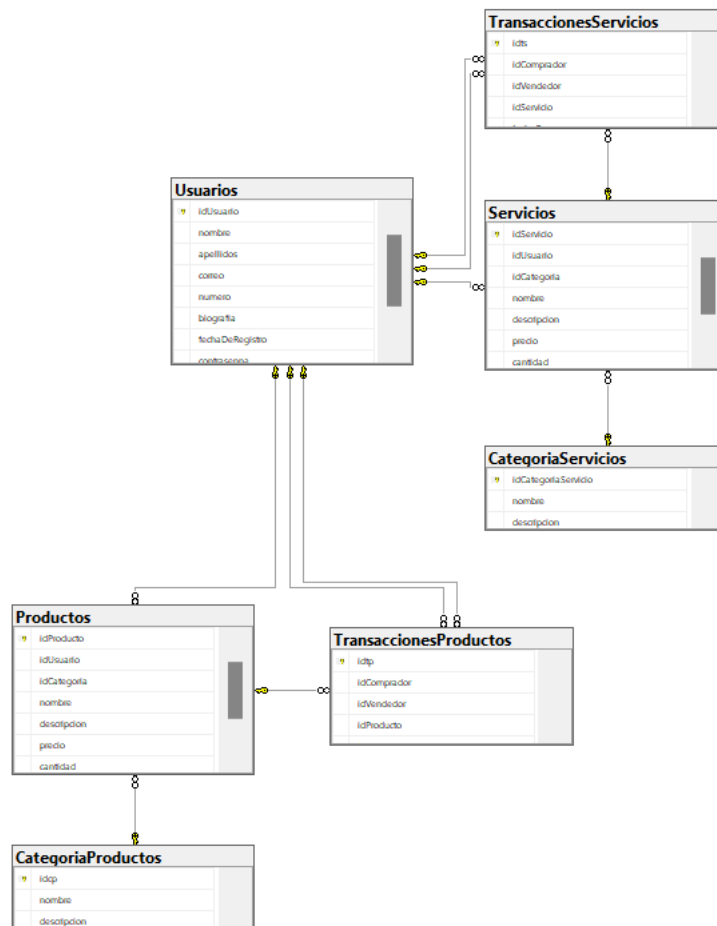 TransaccionesServicios
idts
idComprador
idVendedor
idServicio
Usuarios
idUsuario
nombre
apellidos
correo
numero
biografia
fechaDeRegistro
contrasenna
Servicios
idServicio
idUsuario
idCategoria
nombre
descripcion
precio
cantidad
CategoriaServicios
idCategoriaServicio
nombre
descripcion
Productos
idProducto
idUsuario
idCategoria
nombre
descripcion
precio
cantidad
TransaccionesProductos
idtp
idComprador
idVendedor
idProducto
CategoriaProductos
idcp
nombre
descripcion